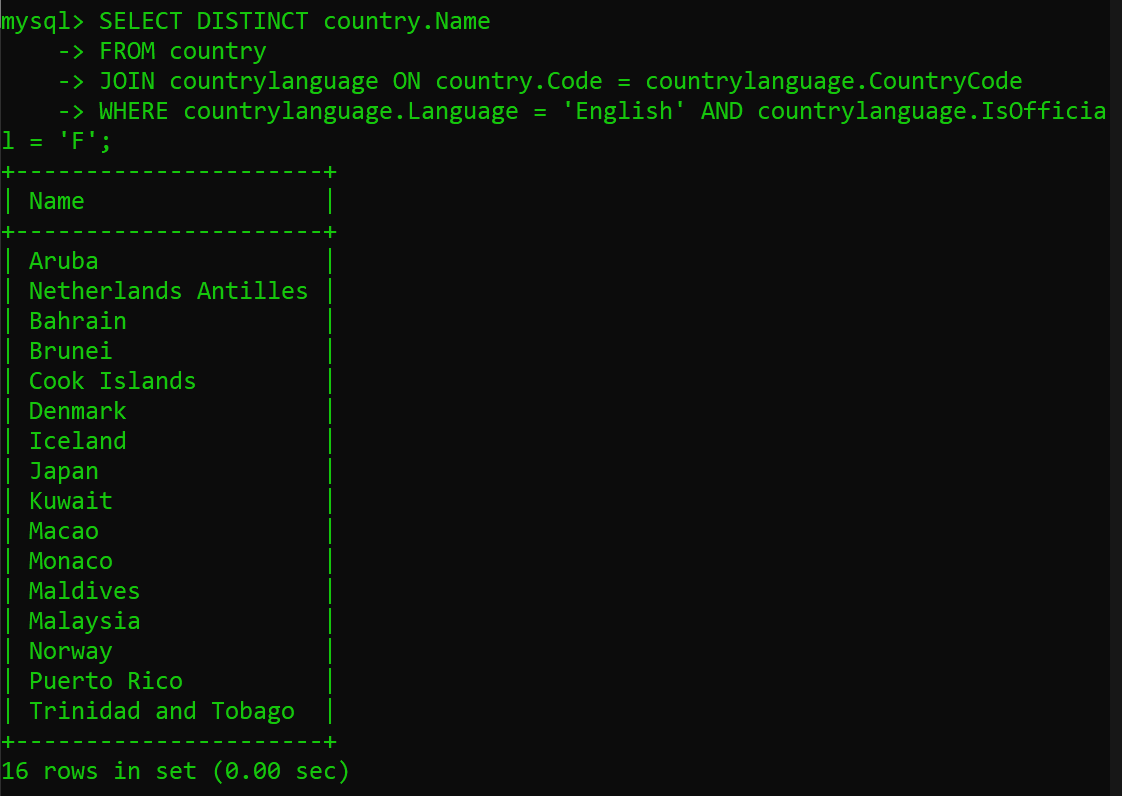 mysql> SELECT DISTINCT country.Name
    -> FROM country
    -> JOIN countrylanguage ON country.Code = countrylanguage.CountryCode
    -> WHERE countrylanguage.Language = 'English' AND countrylanguage.IsOfficia
l = 'F';
+----------------------+
| Name                 |
+----------------------+
| Aruba                |
| Netherlands Antilles |
| Bahrain              |
| Brunei               |
| Cook Islands         |
| Denmark              |
| Iceland              |
| Japan                |
| Kuwait               |
| Macao                |
| Monaco               |
| Maldives             |
| Malaysia             |
| Norway               |
| Puerto Rico          |
| Trinidad and Tobago  |
+----------------------+
16 rows in set (0.00 sec)